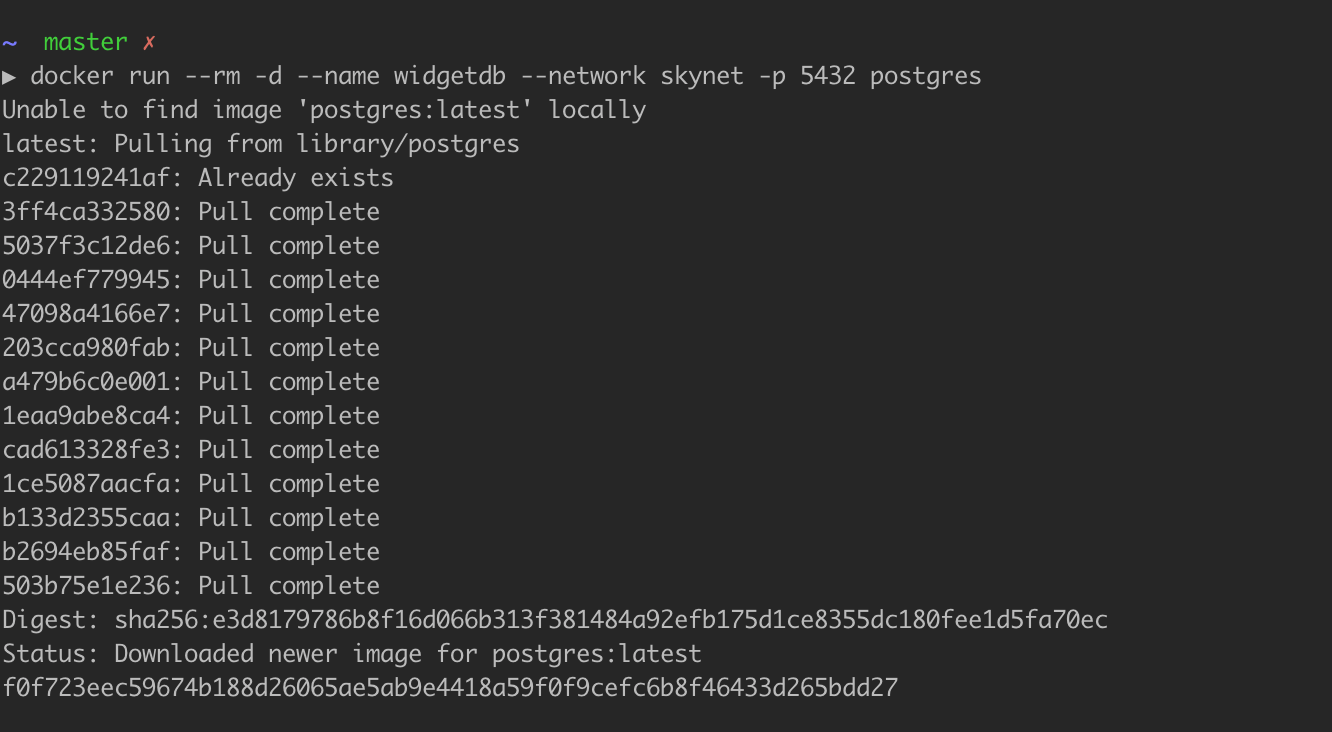 ~ master ✗
▶ docker run --rm -d --name widgetdb --network skynet -p 5432 postgres
Unable to find image 'postgres:latest' locally
latest: Pulling from library/postgres
c229119241af: Already exists
3ff4ca332580: Pull complete
5037f3c12de6: Pull complete
0444ef779945: Pull complete
47098a4166e7: Pull complete
203cca980fab: Pull complete
a479b6c0e001: Pull complete
1eaa9abe8ca4: Pull complete
cad613328fe3: Pull complete
1ce5087aacfa: Pull complete
b133d2355caa: Pull complete
b2694eb85faf: Pull complete
503b75e1e236: Pull complete
Digest: sha256:e3d8179786b8f16d066b313f381484a92efb175d1ce8355dc180fee1d5fa70ec
Status: Downloaded newer image for postgres:latest
f0f723eec59674b188d26065ae5ab9e4418a59f0f9cefc6b8f46433d265bdd27